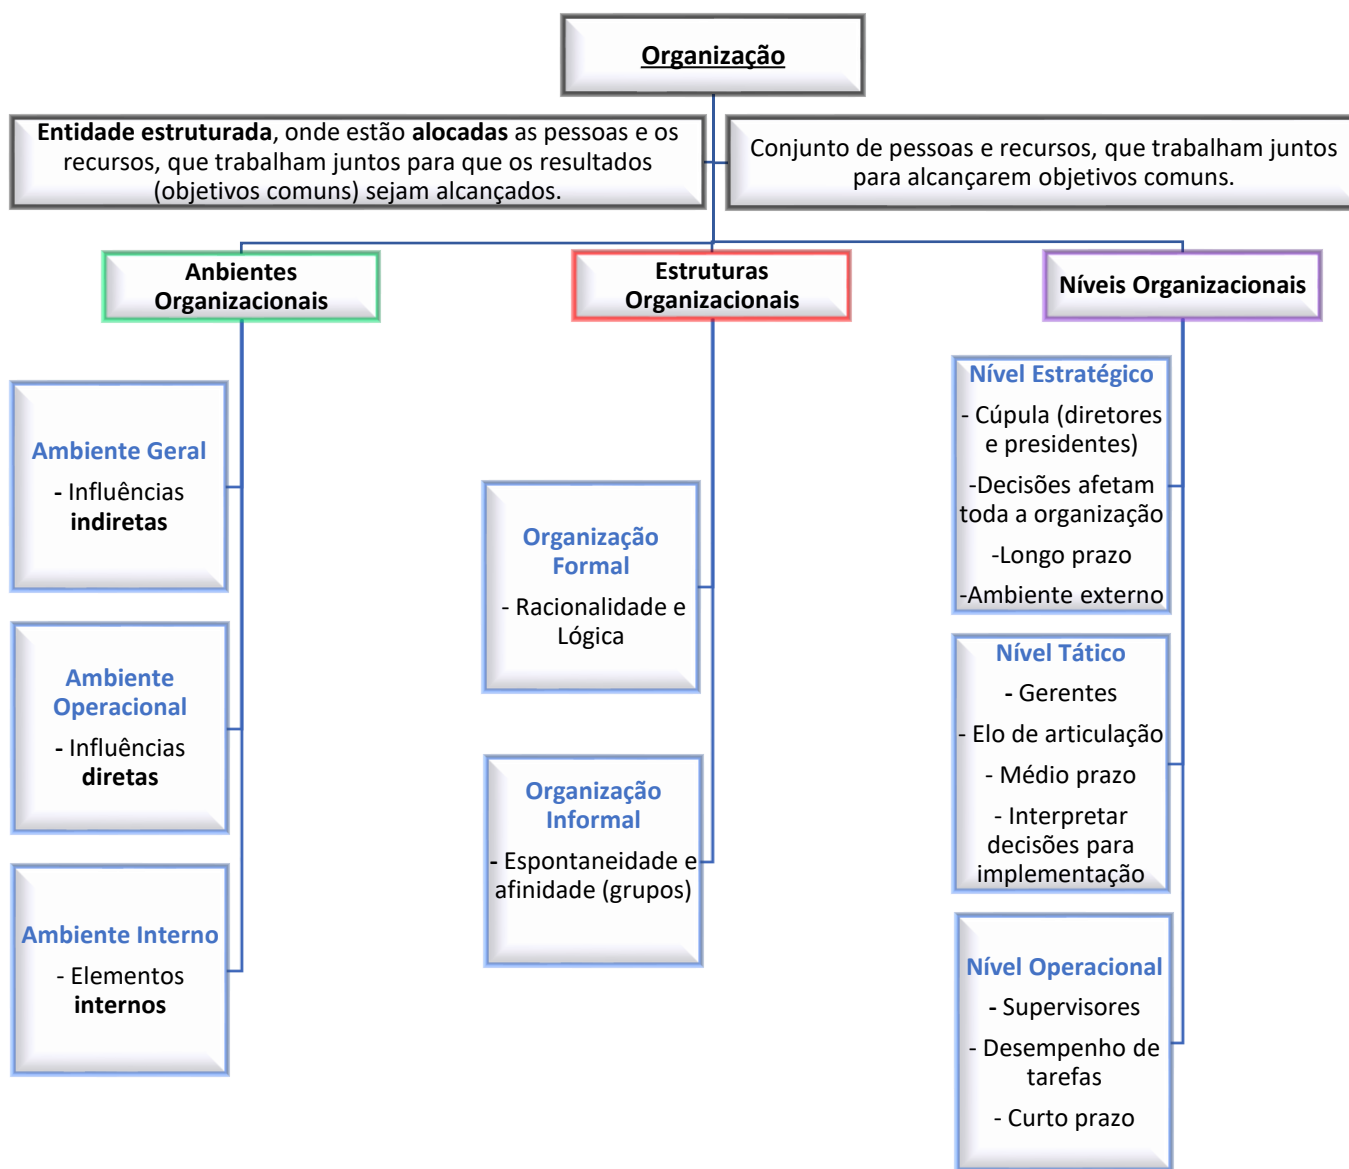 Organização
Entidade estruturada, onde estão alocadas as pessoas e os
recursos, que trabalham juntos para que os resultados
(objetivos comuns) sejam alcançados.
Conjunto de pessoas e recursos, que trabalham juntos
para alcançarem objetivos comuns.
Anbientes
Organizacionais
Ambiente Geral
- Influências
indiretas
Ambiente
Operacional
- Influências
diretas
Ambiente Interno
- Elementos
internos
Estruturas
Organizacionais
Organização
Formal
- Racionalidade e
Lógica
Organização
Informal
- Espontaneidade e
afinidade (grupos)
Níveis Organizacionais
Nível Estratégico
- Cúpula (diretores
e presidentes)
-Decisões afetam
toda a organização
-Longo prazo
-Ambiente externo
Nível Tático
- Gerentes
- Elo de articulação
- Médio prazo
- Interpretar
decisões para
implementação
Nível Operacional
- Supervisores
- Desempenho de
tarefas
- Curto prazo